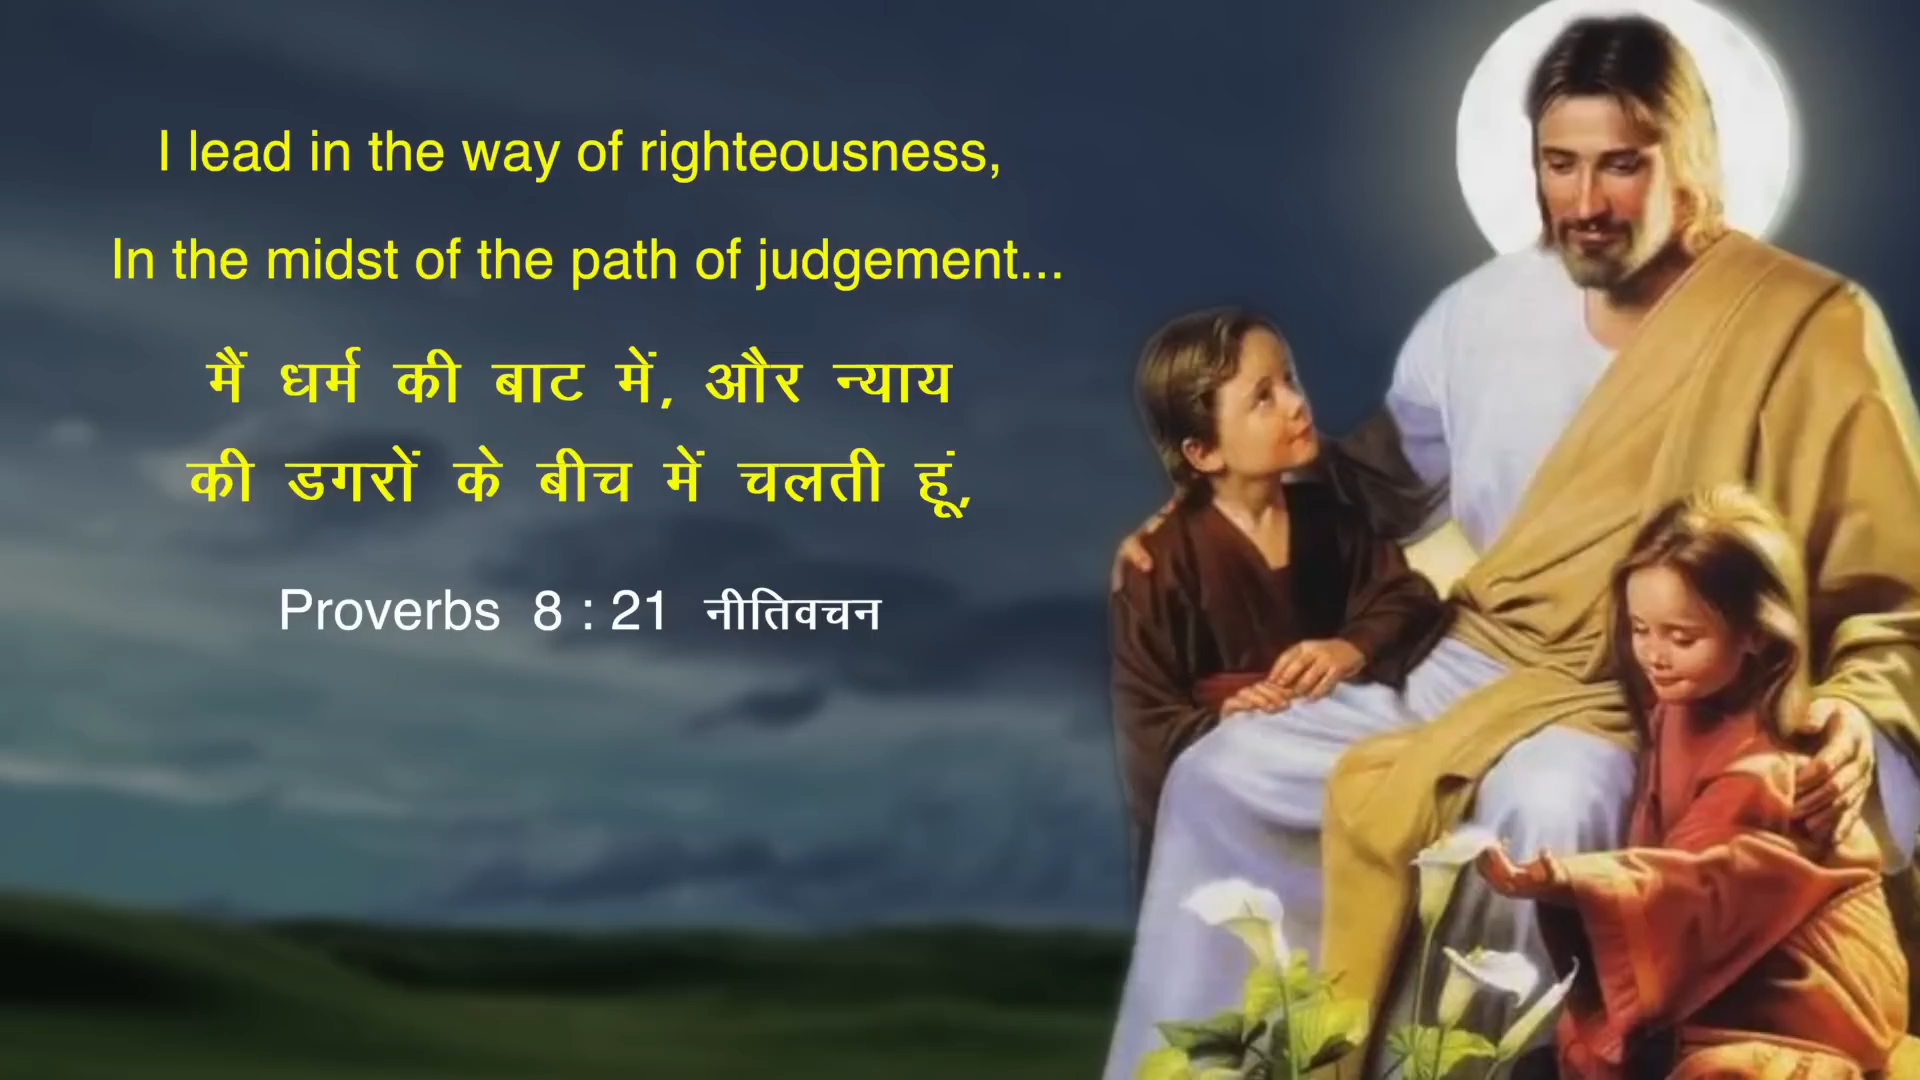 I lead in the way of righteousness,
In the midst of the path of judgement...
मैं धर्म की बाट में, और न्याय
की डगरों के बीच में चलती हूं,
Proverbs 8 : 21 नीतिवचन